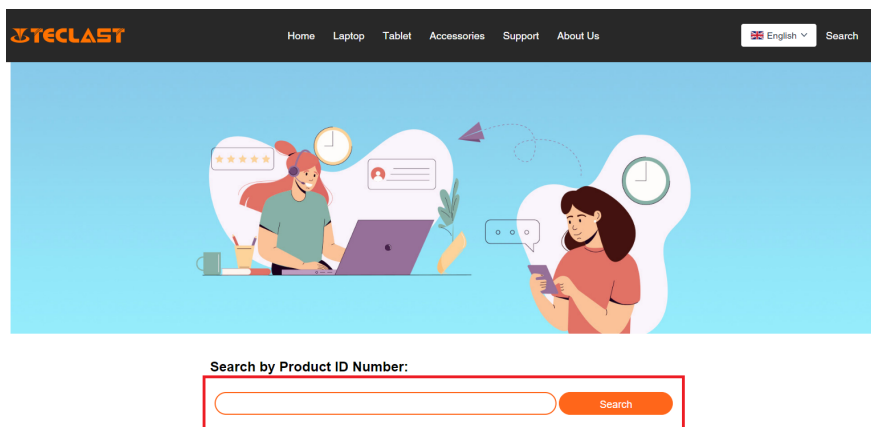 TECLAST
Home Laptop Tablet Accessories Support About Us
English
Search
Search by Product ID Number:
Search